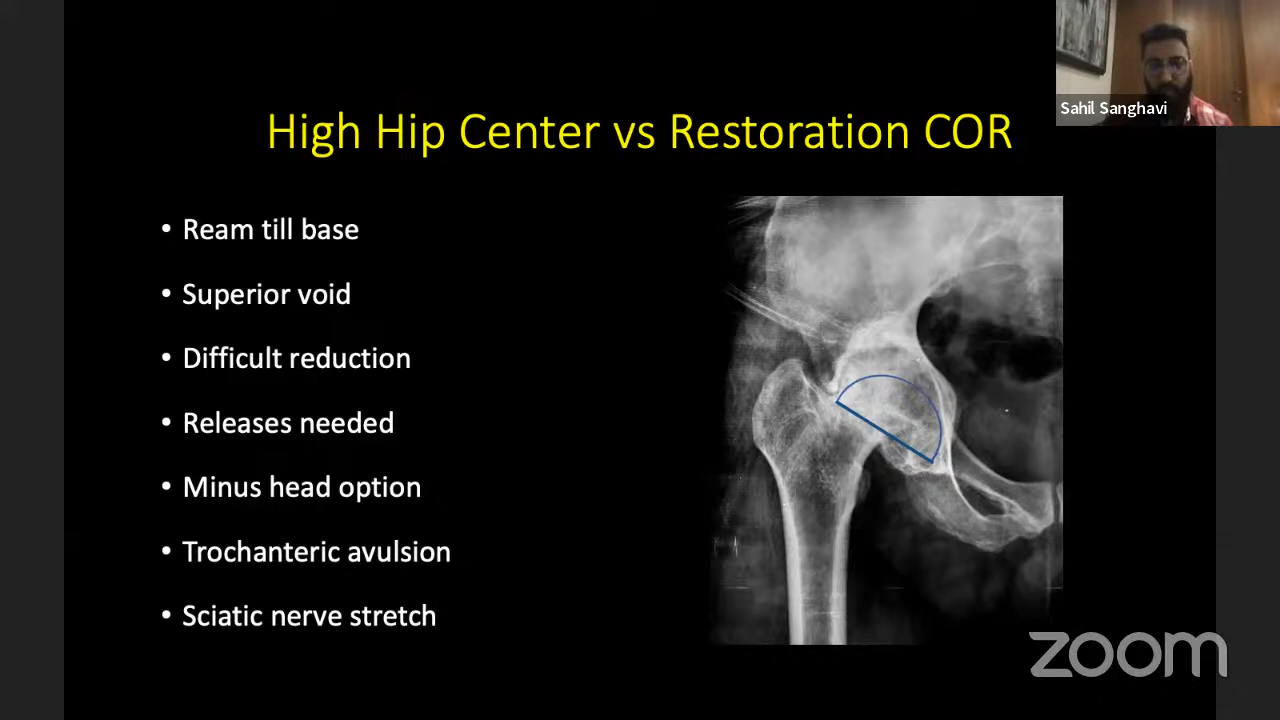 Sahil Sanghavi
High Hip Center vs Restoration COR
• Ream till base
• Superior void
• Difficult reduction
• Releases needed
• Minus head option
• Trochanteric avulsion
• Sciatic nerve stretch
zoom